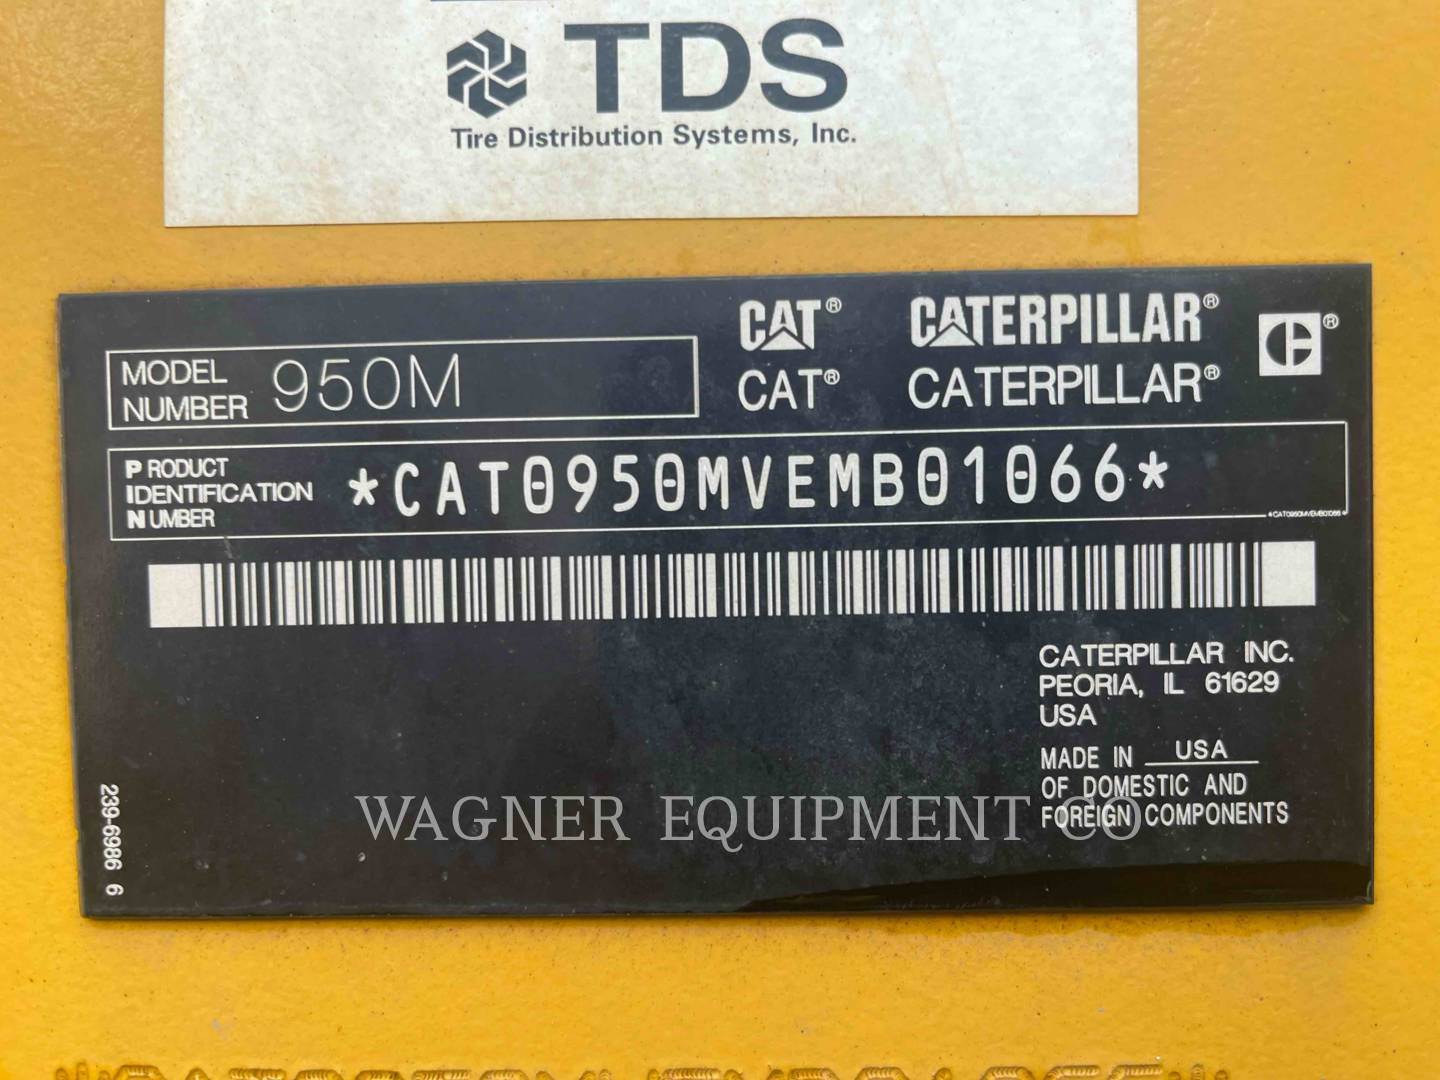 TDS
Tire Distribution Systems, Inc.
CAT® CATERPILLAR® ®
MODEL NUMBER 950M
CAT® CATERPILLAR®
PRODUCT IDENTIFICATION NUMBER *CAT0950MVEMB01066*
*CAT0950MVEMB01066*
CATERPILLAR INC.
PEORIA, IL 61629
USA
MADE IN USA
OF DOMESTIC AND
FOREIGN COMPONENTS
239-6986 6
WAGNER EQUIPMENT CO